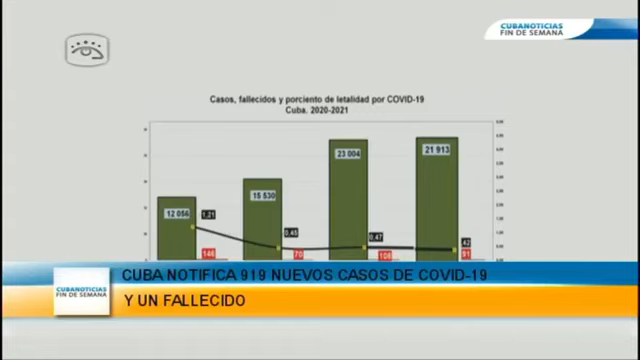 CUBANOTICIAS
FIN DE SEMANA
Casos, fallecidos y porciento de letalidad por COVID-19
Cuba. 2020-2021
23 004
21 913
15 530
12 056
1,21
0,45
0,47
,42
146
70
108
91
CUBA NOTIFICA 919 NUEVOS CASOS DE COVID-19
CUBANOTICIAS
FIN DE SEMANA
Y UN FALLECIDO